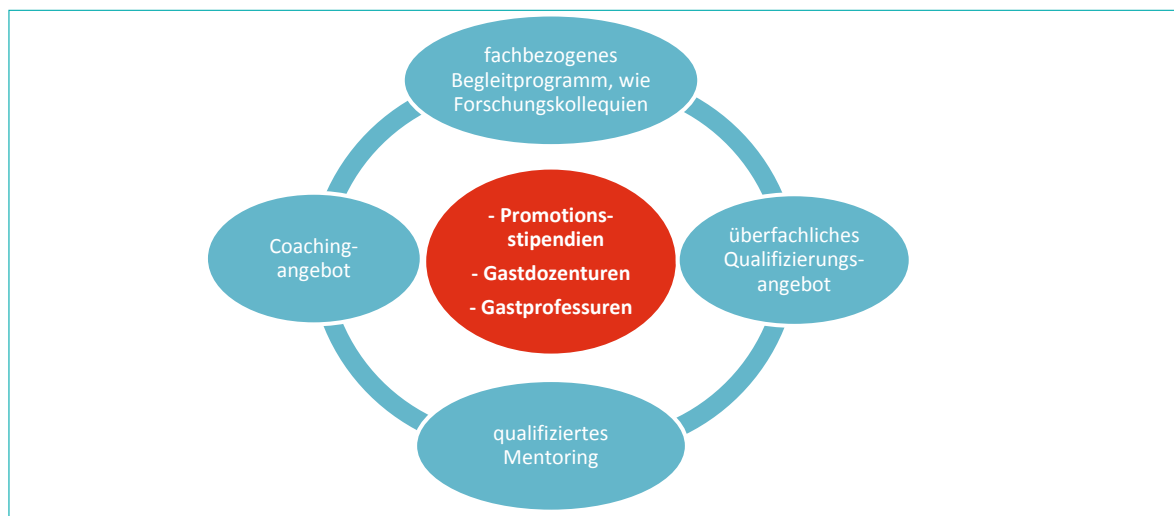 fachbezogenes
Begleitprogramm, wie
Forschungskollequien
- Promotions-
stipendien
- Gastdozenturen
- Gastprofessuren
Coaching-
angebot
überfachliches
Qualifizierungs-
angebot
qualifiziertes
Mentoring